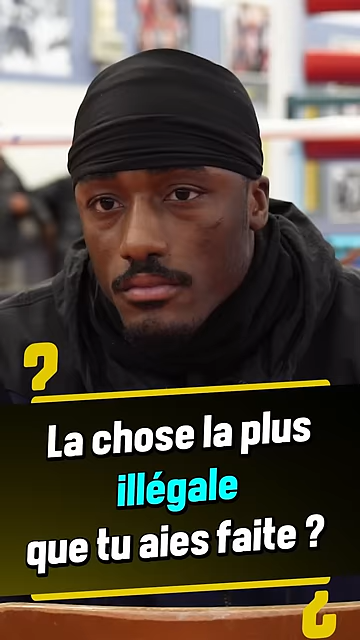 ?
La chose la plus
illégale
que tu aies faite ?
?